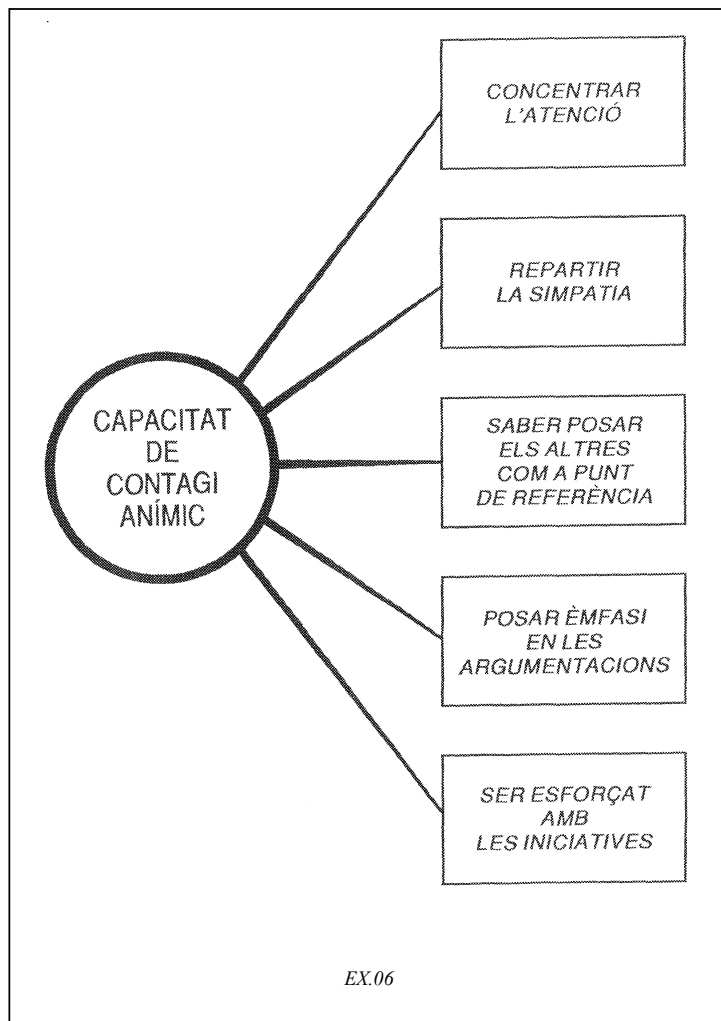 CONCENTRAR
L'ATENCIÓ
REPARTIR
LA SIMPATIA
CAPACITAT
DE
CONTAGI
ANÍMIC
SABER POSAR
ELS ALTRES
COM A PUNT
DE REFERÈNCIA
POSAR ÈMFASI
EN LES
ARGUMENTACIONS
SER ESFORÇAT
AMB
LES INICIATIVES
EX.06